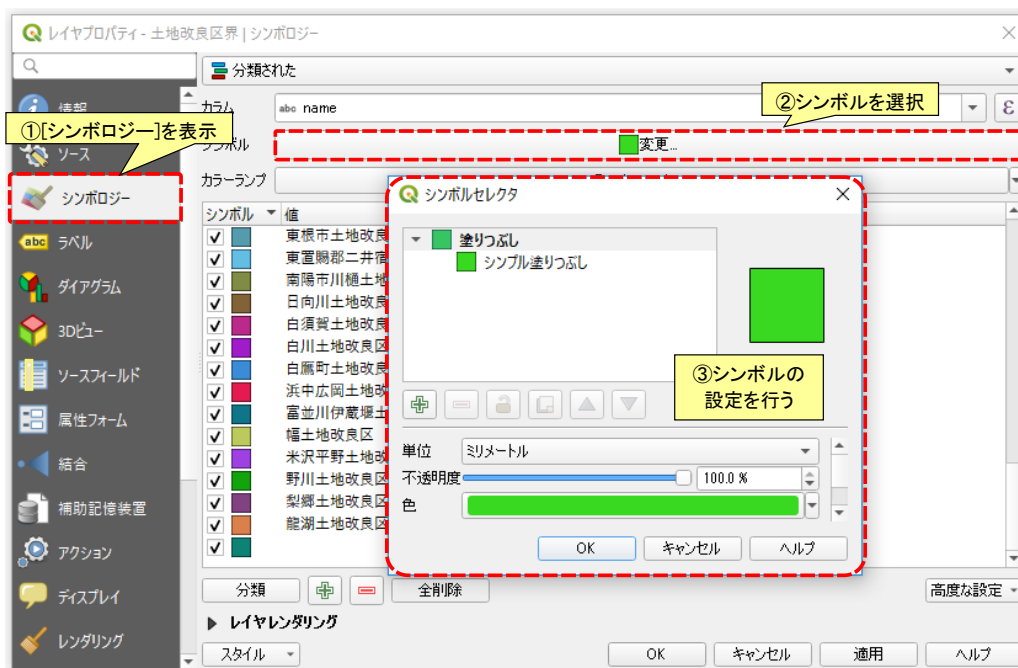 レイヤプロパティ - 土地改良区界 | シンボロジー
分類された
情報
カラム
abc name
②シンボルを選択
ε
①[シンボロジー]を表示
ソース
シンボル
変更...
シンボロジー
カラーランプ
シンボルセレクタ
シンボル
値
塗りつぶし
シンプル塗りつぶし
abc ラベル
ダイアグラム
3Dビュー
ソースフィールド
属性フォーム
結合
補助記憶装置
アクション
ディスプレイ
レンダリング
東根市土地改良
東置賜郡二井宿
南陽市川樋土地
日向川土地改良
白須賀土地改良
白川土地改良区
白鷹町土地改良
浜中広岡土地改
富並川伊蔵堰土
幅土地改良区
米沢平野土地改
野川土地改良区
梨郷土地改良区
龍湖土地改良区
③シンボルの
設定を行う
単位
ミリメートル
不透明度
100.0 %
色
OK
キャンセル
ヘルプ
分類
全削除
高度な設定
レイヤレンダリング
スタイル
OK
キャンセル
適用
ヘルプ